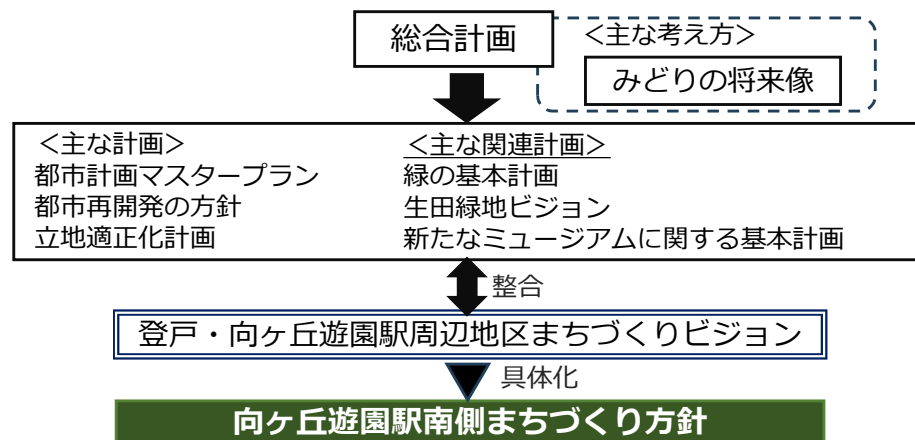 総合計画
＜主な考え方＞
みどりの将来像
＜主な計画＞
都市計画マスタープラン
都市再開発の方針
立地適正化計画
＜主な関連計画＞
緑の基本計画
生田緑地ビジョン
新たなミュージアムに関する基本計画
整合
登戸・向ヶ丘遊園駅周辺地区まちづくりビジョン
具体化
向ヶ丘遊園駅南側まちづくり方針